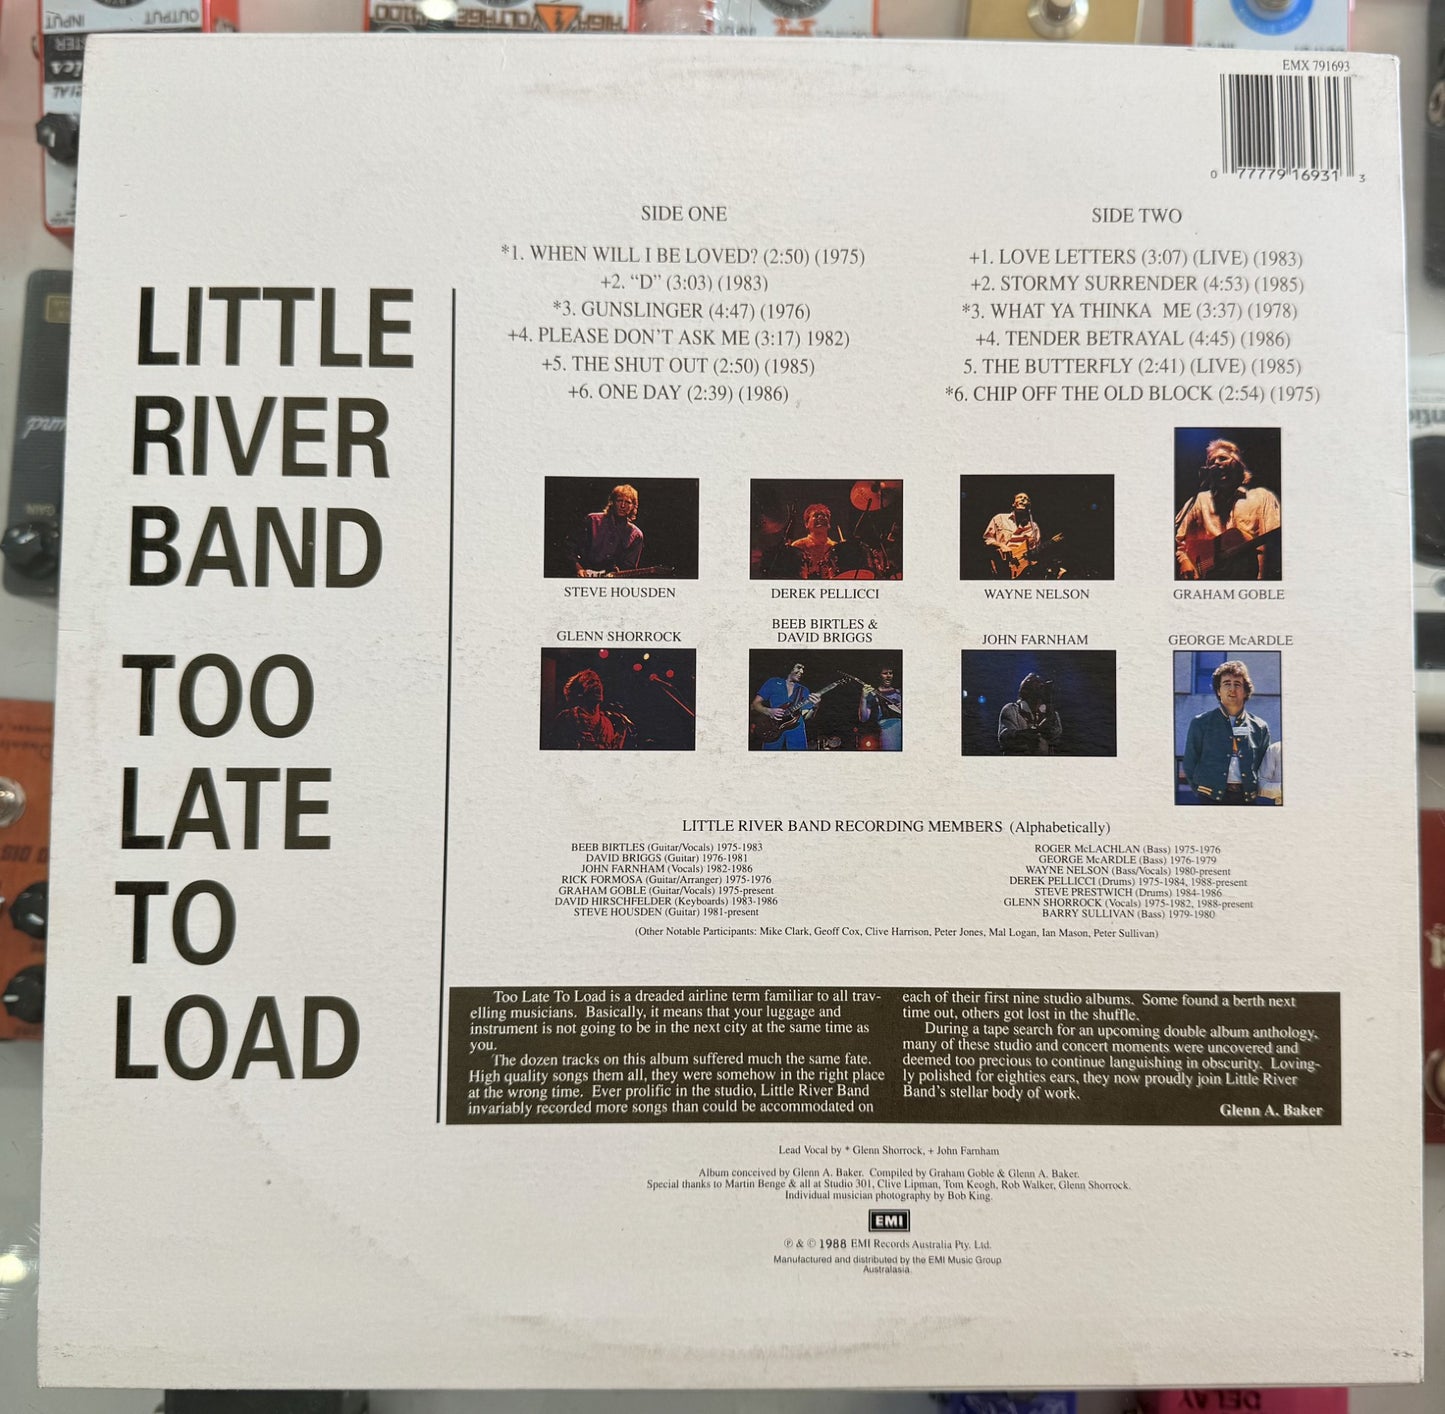 INPUT
OUTPUT
HIGH VOLTAGE
EMX 791693
0 77779 16931 3
SIDE ONE
*1. WHEN WILL I BE LOVED? (2:50) (1975)
+2. “D” (3:03) (1983)
*3. GUNSLINGER (4:47) (1976)
+4. PLEASE DON’T ASK ME (3:17) 1982)
+5. THE SHUT OUT (2:50) (1985)
+6. ONE DAY (2:39) (1986)
SIDE TWO
+1. LOVE LETTERS (3:07) (LIVE) (1983)
+2. STORMY SURRENDER (4:53) (1985)
*3. WHAT YA THINKA ME (3:37) (1978)
+4. TENDER BETRAYAL (4:45) (1986)
5. THE BUTTERFLY (2:41) (LIVE) (1985)
*6. CHIP OFF THE OLD BLOCK (2:54) (1975)
LITTLE
RIVER
BAND
TOO
LATE
TO
LOAD
STEVE HOUSDEN
DEREK PELLICCI
WAYNE NELSON
GRAHAM GOBLE
GLENN SHORROCK
BEEB BIRTLES &
DAVID BRIGGS
JOHN FARNHAM
GEORGE McARDLE
LITTLE RIVER BAND RECORDING MEMBERS (Alphabetically)
BEEB BIRTLES (Guitar/Vocals) 1975-1983
DAVID BRIGGS (Guitar) 1976-1981
JOHN FARNHAM (Vocals) 1982-1986
RICK FORMOSA (Guitar/Arranger) 1975-1976
GRAHAM GOBLE (Guitar/Vocals) 1975-present
DAVID HIRSCHFELDER (Keyboards) 1983-1986
STEVE HOUSDEN (Guitar) 1981-present
ROGER McLACHLAN (Bass) 1975-1976
GEORGE McARDLE (Bass) 1976-1979
WAYNE NELSON (Bass/Vocals) 1980-present
DEREK PELLICCI (Drums) 1975-1984, 1988-present
STEVE PRESTWICH (Drums) 1984-1986
GLENN SHORROCK (Vocals) 1975-1982, 1988-present
BARRY SULLIVAN (Bass) 1979-1980
(Other Notable Participants: Mike Clark, Geoff Cox, Clive Harrison, Peter Jones, Mal Logan, Ian Mason, Peter Sullivan)
Too Late To Load is a dreaded airline term familiar to all trav-
elling musicians. Basically, it means that your luggage and
instrument is not going to be in the next city at the same time as
you.
The dozen tracks on this album suffered much the same fate.
High quality songs them all, they were somehow in the right place
at the wrong time. Ever prolific in the studio, Little River Band
invariably recorded more songs than could be accommodated on
each of their first nine studio albums. Some found a berth next
time out, others got lost in the shuffle.
During a tape search for an upcoming double album anthology,
many of these studio and concert moments were uncovered and
deemed too precious to continue languishing in obscurity. Loving-
ly polished for eighties ears, they now proudly join Little River
Band’s stellar body of work.
Glenn A. Baker
Lead Vocal by * Glenn Shorrock, + John Farnham
Album conceived by Glenn A. Baker. Compiled by Graham Goble & Glenn A. Baker.
Special thanks to Martin Benge & all at Studio 301, Clive Lipman, Tom Keogh, Rob Walker, Glenn Shorrock.
Individual musician photography by Bob King.
EMI
℗ & © 1988 EMI Records Australia Pty. Ltd.
Manufactured and distributed by the EMI Music Group
Australasia
GAIN
DELAY